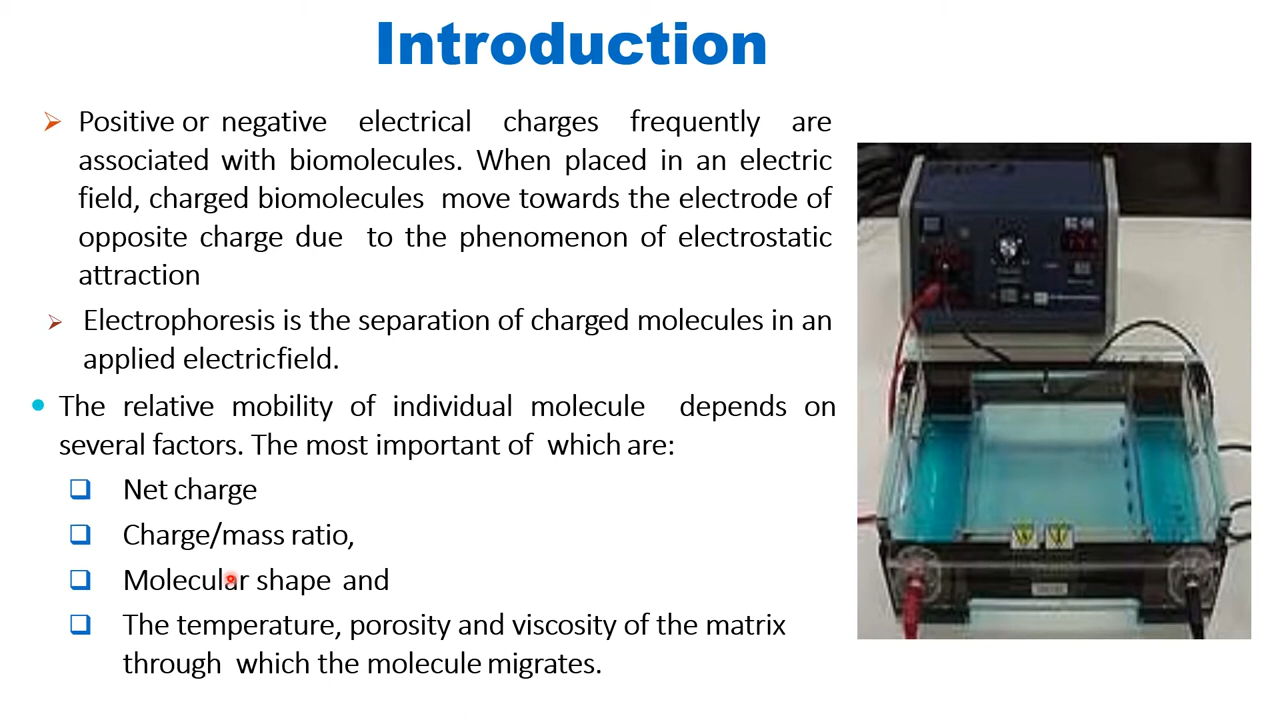 Introduction
Positive or negative electrical charges frequently are
associated with biomolecules. When placed in an electric
field, charged biomolecules move towards the electrode of
opposite charge due to the phenomenon of electrostatic
attraction
Electrophoresis is the separation of charged molecules in an
applied electricfield.
The relative mobility of individual molecule depends on
several factors. The most important of which are:
Net charge
Charge/mass ratio,
Molecular shape and
The temperature, porosity and viscosity of the matrix
through which the molecule migrates.